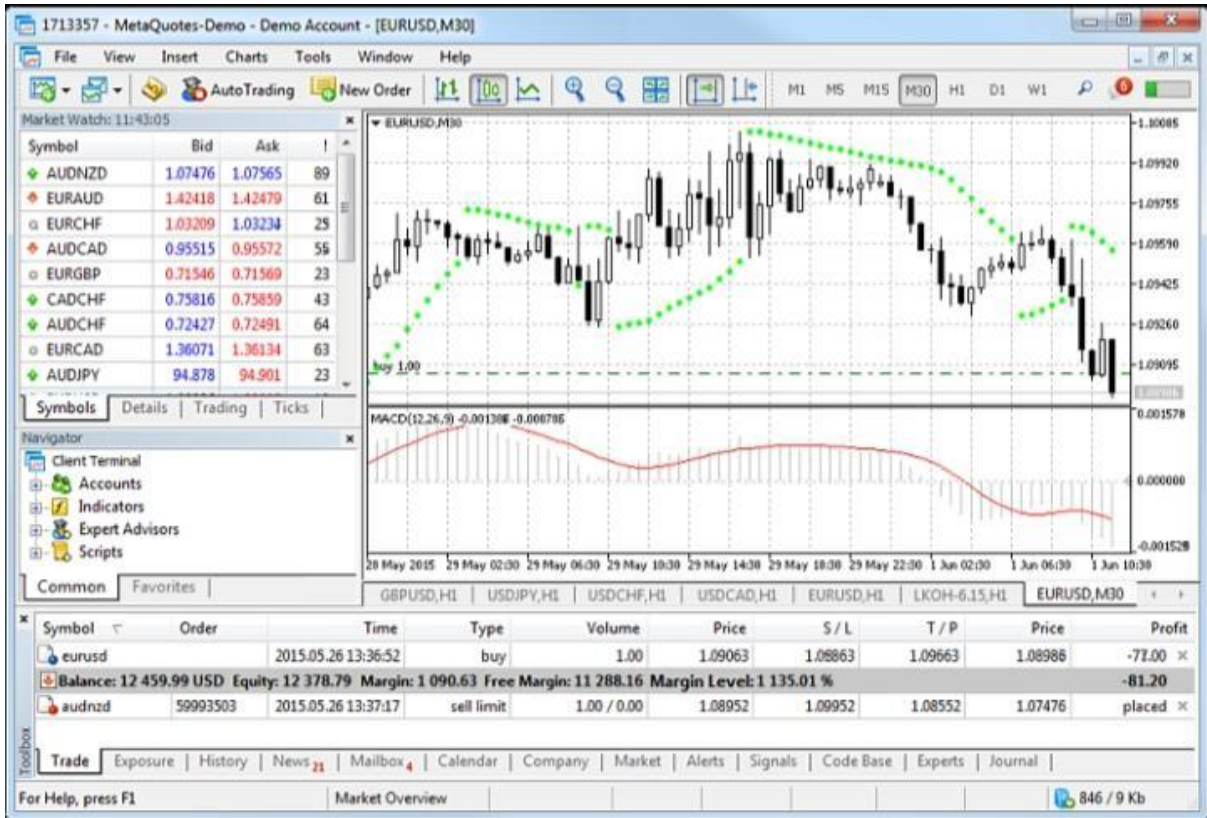 1713357 - MetaQuotes-Demo - Demo Account - [EURUSD,M30]
File View Insert Charts Tools Window Help
AutoTrading New Order M1 M5 M15 M30 H1 D1 W1 6
Market Watch: 11:43:05
Symbol Bid Ask !
AUDNZD 1.07476 1.07565 89
EURAUD 1.42418 1.42479 61
EURCHF 1.03209 1.03234 25
AUDCAD 0.95515 0.95572
EURGBP 0.71546 0.71569 23
CADCHF 0.75816 0.75859 43
AUDCHF 0.72427 0.72491 64
EURCAD 1.36071 1.36134 63
AUDJPY 94.878 94.901 23
Symbols Details Trading Ticks
Navigator
Client Terminal
Accounts
Indicators
Expert Advisors
Scripts
Common Favorites
EURUSD,M30
1.10085
1.09920
1.09755
1.09590
1.09425
1.09260
1.09095
buy 1.00
MACD(12,26,9) -0.001386 -0.000786
0.001578
0.000000
-0.001528
28 May 2015 29 May 02:30 29 May 06:30 29 May 10:30 29 May 14:30 29 May 18:30 29 May 22:30 1 Jun 02:30 1 Jun 06:30 1 Jun 10:30
GBPUSD,H1 USDJPY,H1 USDCHF,H1 USDCAD,H1 EURUSD,H1 LKOH-6.15,H1 EURUSD,M30
Symbol Order Time Type Volume Price S / L T / P Price Profit
eurusd 2015.05.26 13:36:52 buy 1.00 1.09063 1.08863 1.09663 1.08986 -77.00
Balance: 12 459.99 USD Equity: 12 378.79 Margin: 1 090.63 Free Margin: 11 288.16 Margin Level: 1 135.01 % -81.20
audnzd 59993503 2015.05.26 13:37:17 sell limit 1.00 / 0.00 1.08952 1.09952 1.08552 1.07476 placed
Toolbox
Trade Exposure History News 21 Mailbox 4 Calendar Company Market Alerts Signals Code Base Experts Journal
For Help, press F1 Market Overview 846 / 9 Kb